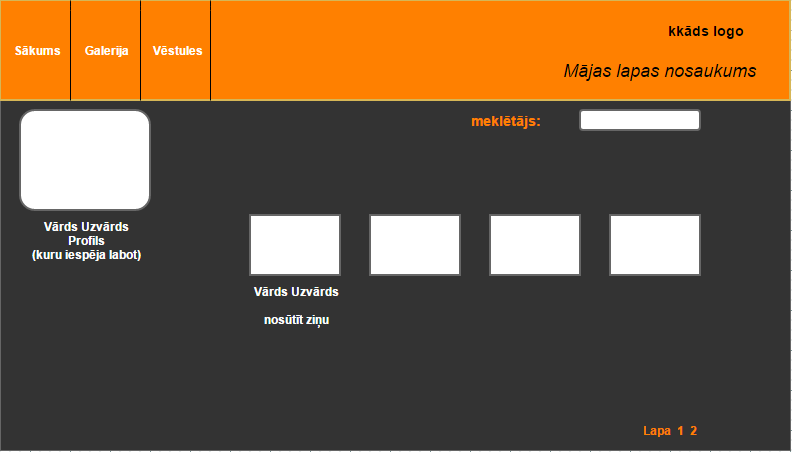 Sākums Galerija Vēstules
kkāds logo
Mājas lapas nosaukums
meklētājs:
Vārds Uzvārds
Profils
(kuru iespēja labot)
Vārds Uzvārds
nosūtīt ziņu
Lapa 1 2